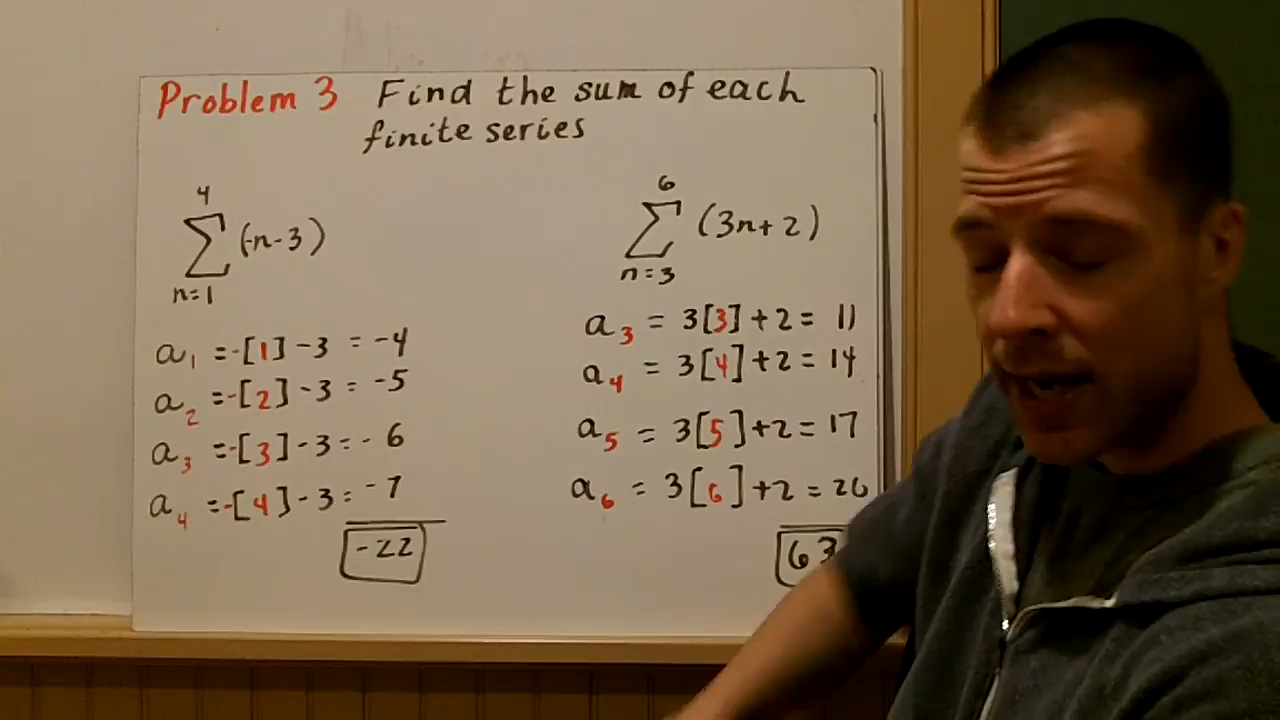 Problem 3 Find the sum of each
finite series
4
∑ (-n-3)
n=1
a₁ = -[1] -3 = -4
a₂ = -[2] -3 = -5
a₃ = -[3] -3 = -6
a₄ = -[4] -3 = -7
-22
6
∑ (3n+2)
n=3
a₃ = 3[3] +2 = 11
a₄ = 3[4] +2 = 14
a₅ = 3[5] +2 = 17
a₆ = 3[6] +2 = 26
63